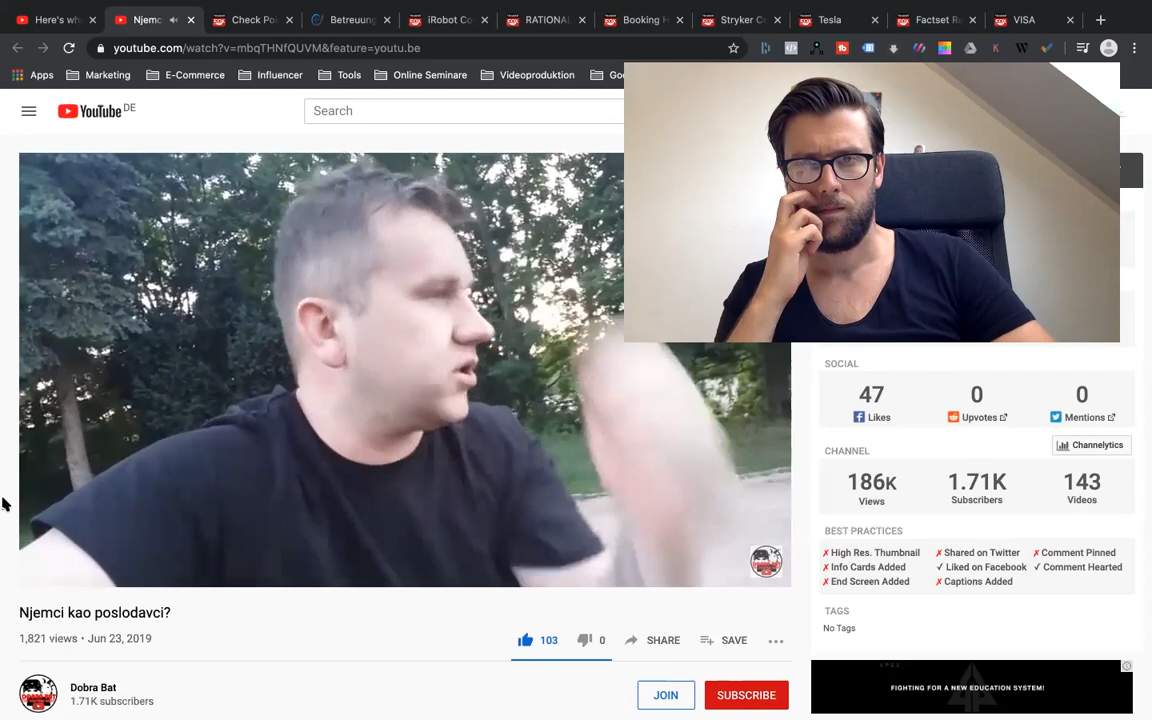 Here's wh
Njemc
Check Poi
Betreuung
iRobot Co
RATIONAL
Booking H
Stryker Co
Tesla
Factset Re
VISA
youtube.com/watch?v=mbqTHNfQUVM&feature=youtu.be
Apps
Marketing
E-Commerce
Influencer
Tools
Online Seminare
Videoproduktion
Goo
YouTube DE
Search
SOCIAL
47 0 0
Likes Upvotes Mentions
CHANNEL
Channelytics
186K 1.71K 143
Views Subscribers Videos
BEST PRACTICES
✗ High Res. Thumbnail ✗ Shared on Twitter ✗ Comment Pinned
✗ Info Cards Added ✓ Liked on Facebook ✓ Comment Hearted
✗ End Screen Added ✗ Captions Added
TAGS
No Tags
Njemci kao poslodavci?
1,821 views • Jun 23, 2019
103 0 SHARE SAVE
Dobra Bat
1.71K subscribers
JOIN SUBSCRIBE
FIGHTING FOR A NEW EDUCATION SYSTEM!